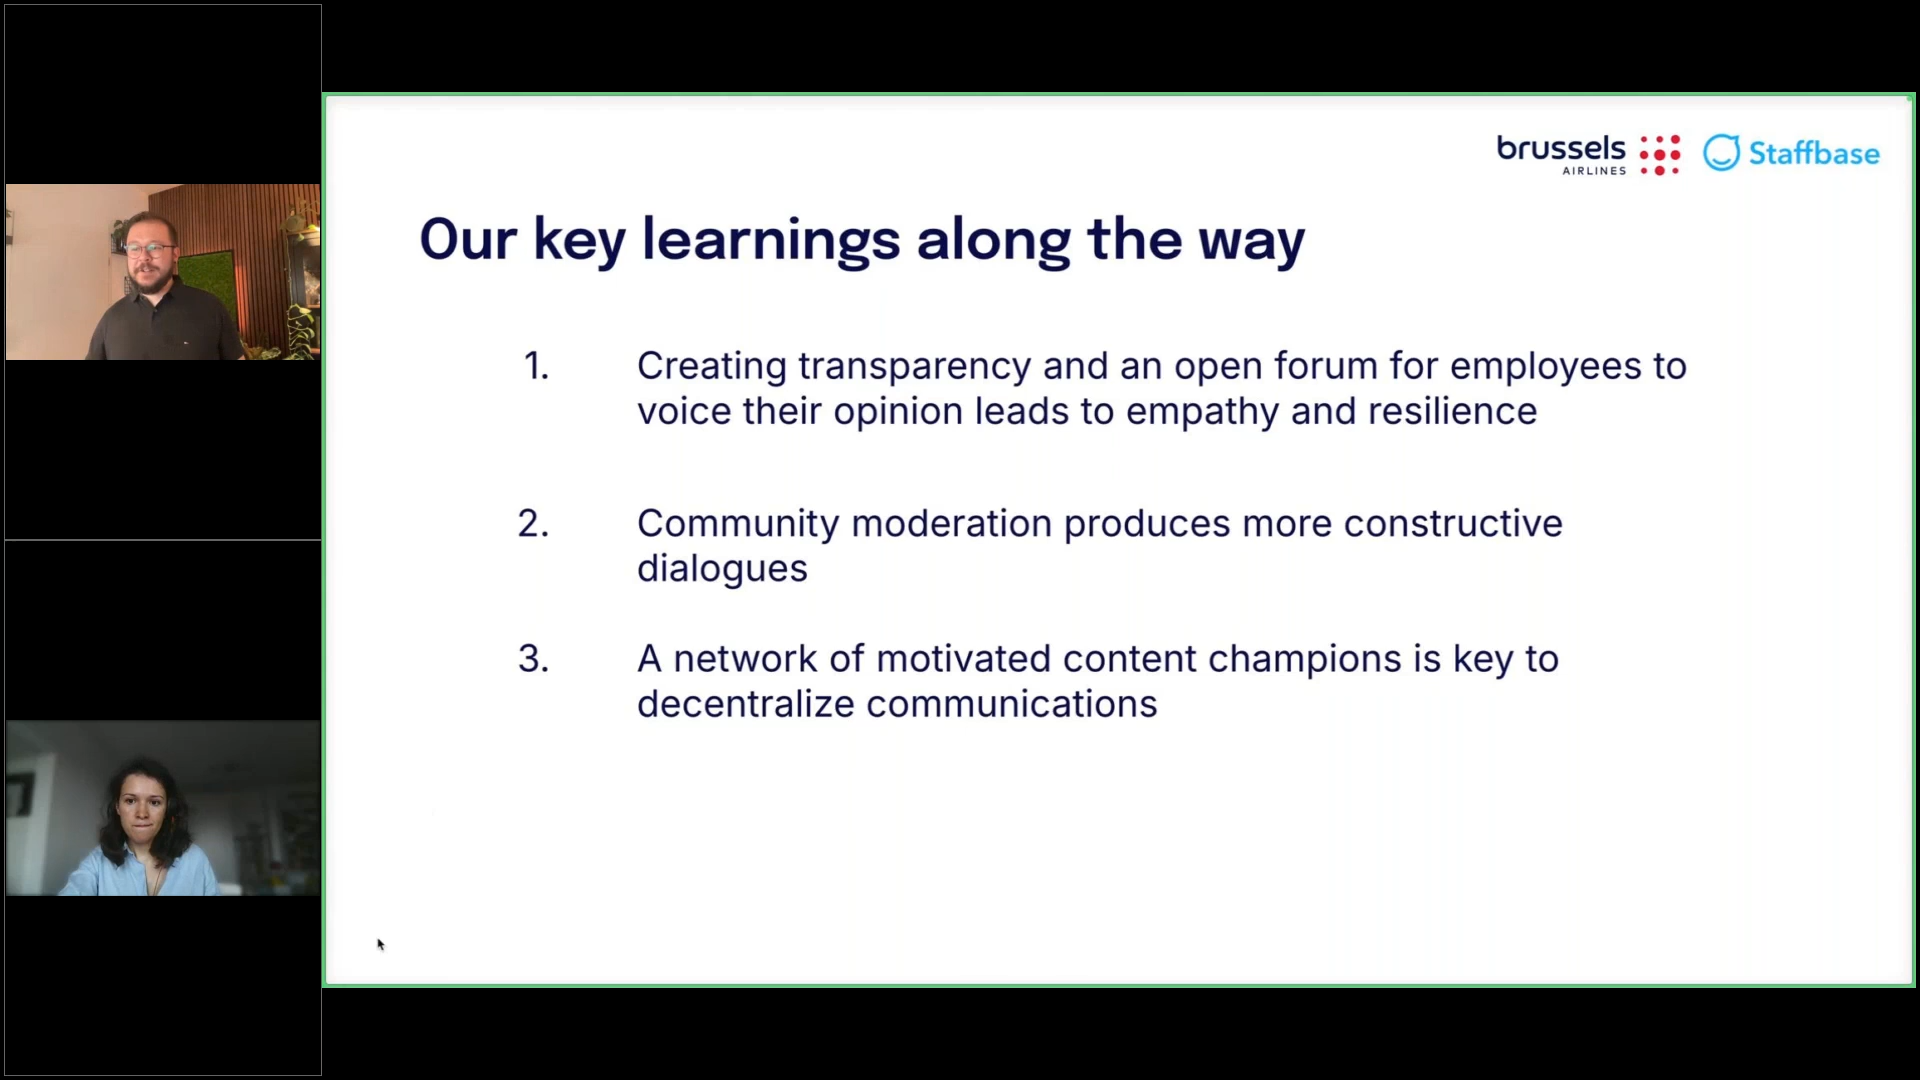 brussels
AIRLINES
Staffbase
Our key learnings along the way
1. Creating transparency and an open forum for employees to
voice their opinion leads to empathy and resilience
2. Community moderation produces more constructive
dialogues
3. A network of motivated content champions is key to
decentralize communications